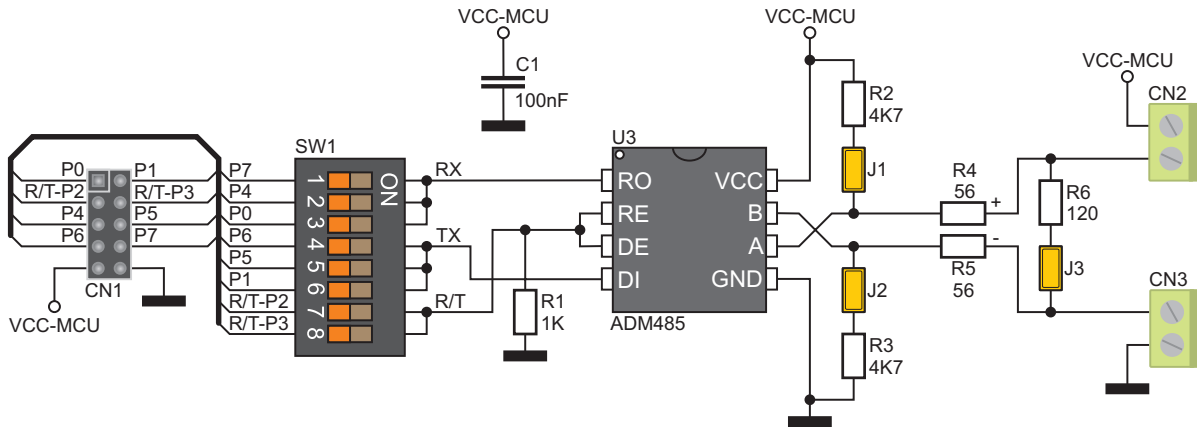 VCC-MCU
C1
100nF
VCC-MCU
R2
4K7
J1
VCC-MCU
CN2
P0
P1
R/T-P2
R/T-P3
P4
P5
P6
P7
CN1
VCC-MCU
P7
P4
P0
P6
P5
P1
R/T-P2
R/T-P3
SW1
1
2
3
4
5
6
7
8
ON
RX
TX
R/T
R1
1K
U3
RO
RE
DE
DI
VCC
B
A
GND
ADM485
J2
R3
4K7
R4
56
+
-
R5
56
R6
120
J3
CN3